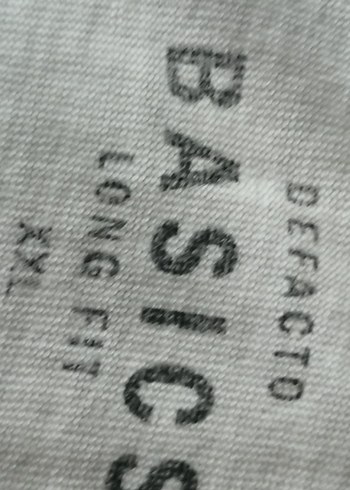 DEFACTO
BASICS
LONG FIT
XXL